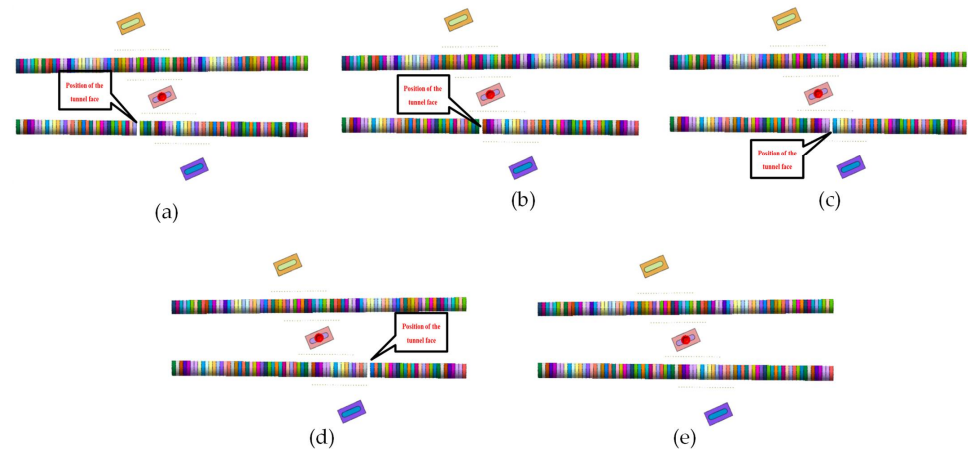 Position of the
tunnel face
Position of the
tunnel face
Position of the
tunnel face
(a)
(b)
(c)
Position of the
tunnel face
(d)
(e)